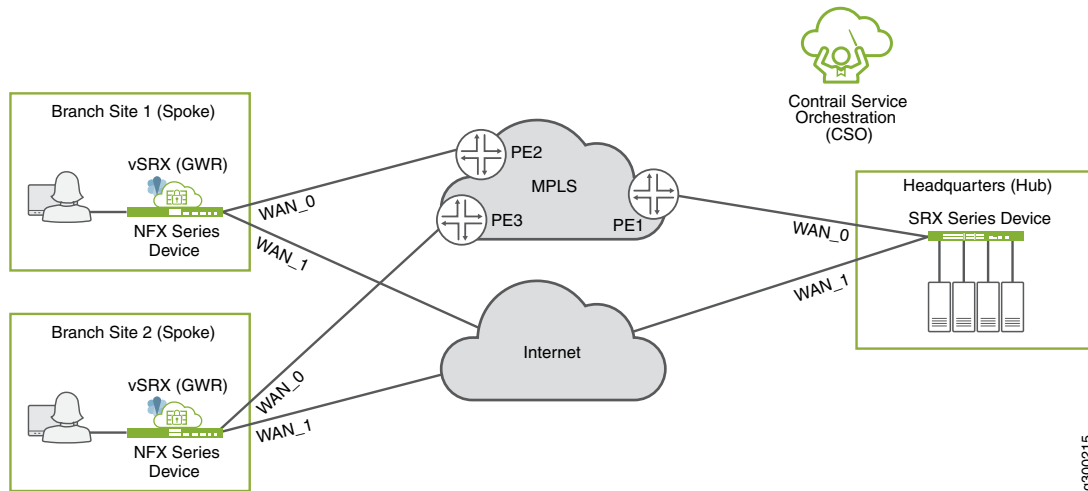 Contrail Service
Orchestration
(CSO)
Branch Site 1 (Spoke)
vSRX (GWR)
NFX Series
Device
WAN_0
WAN_1
PE2
MPLS
PE3
PE1
Headquarters (Hub)
SRX Series Device
WAN_0
WAN_1
Branch Site 2 (Spoke)
vSRX (GWR)
NFX Series
Device
WAN_0
WAN_1
Internet
g300215